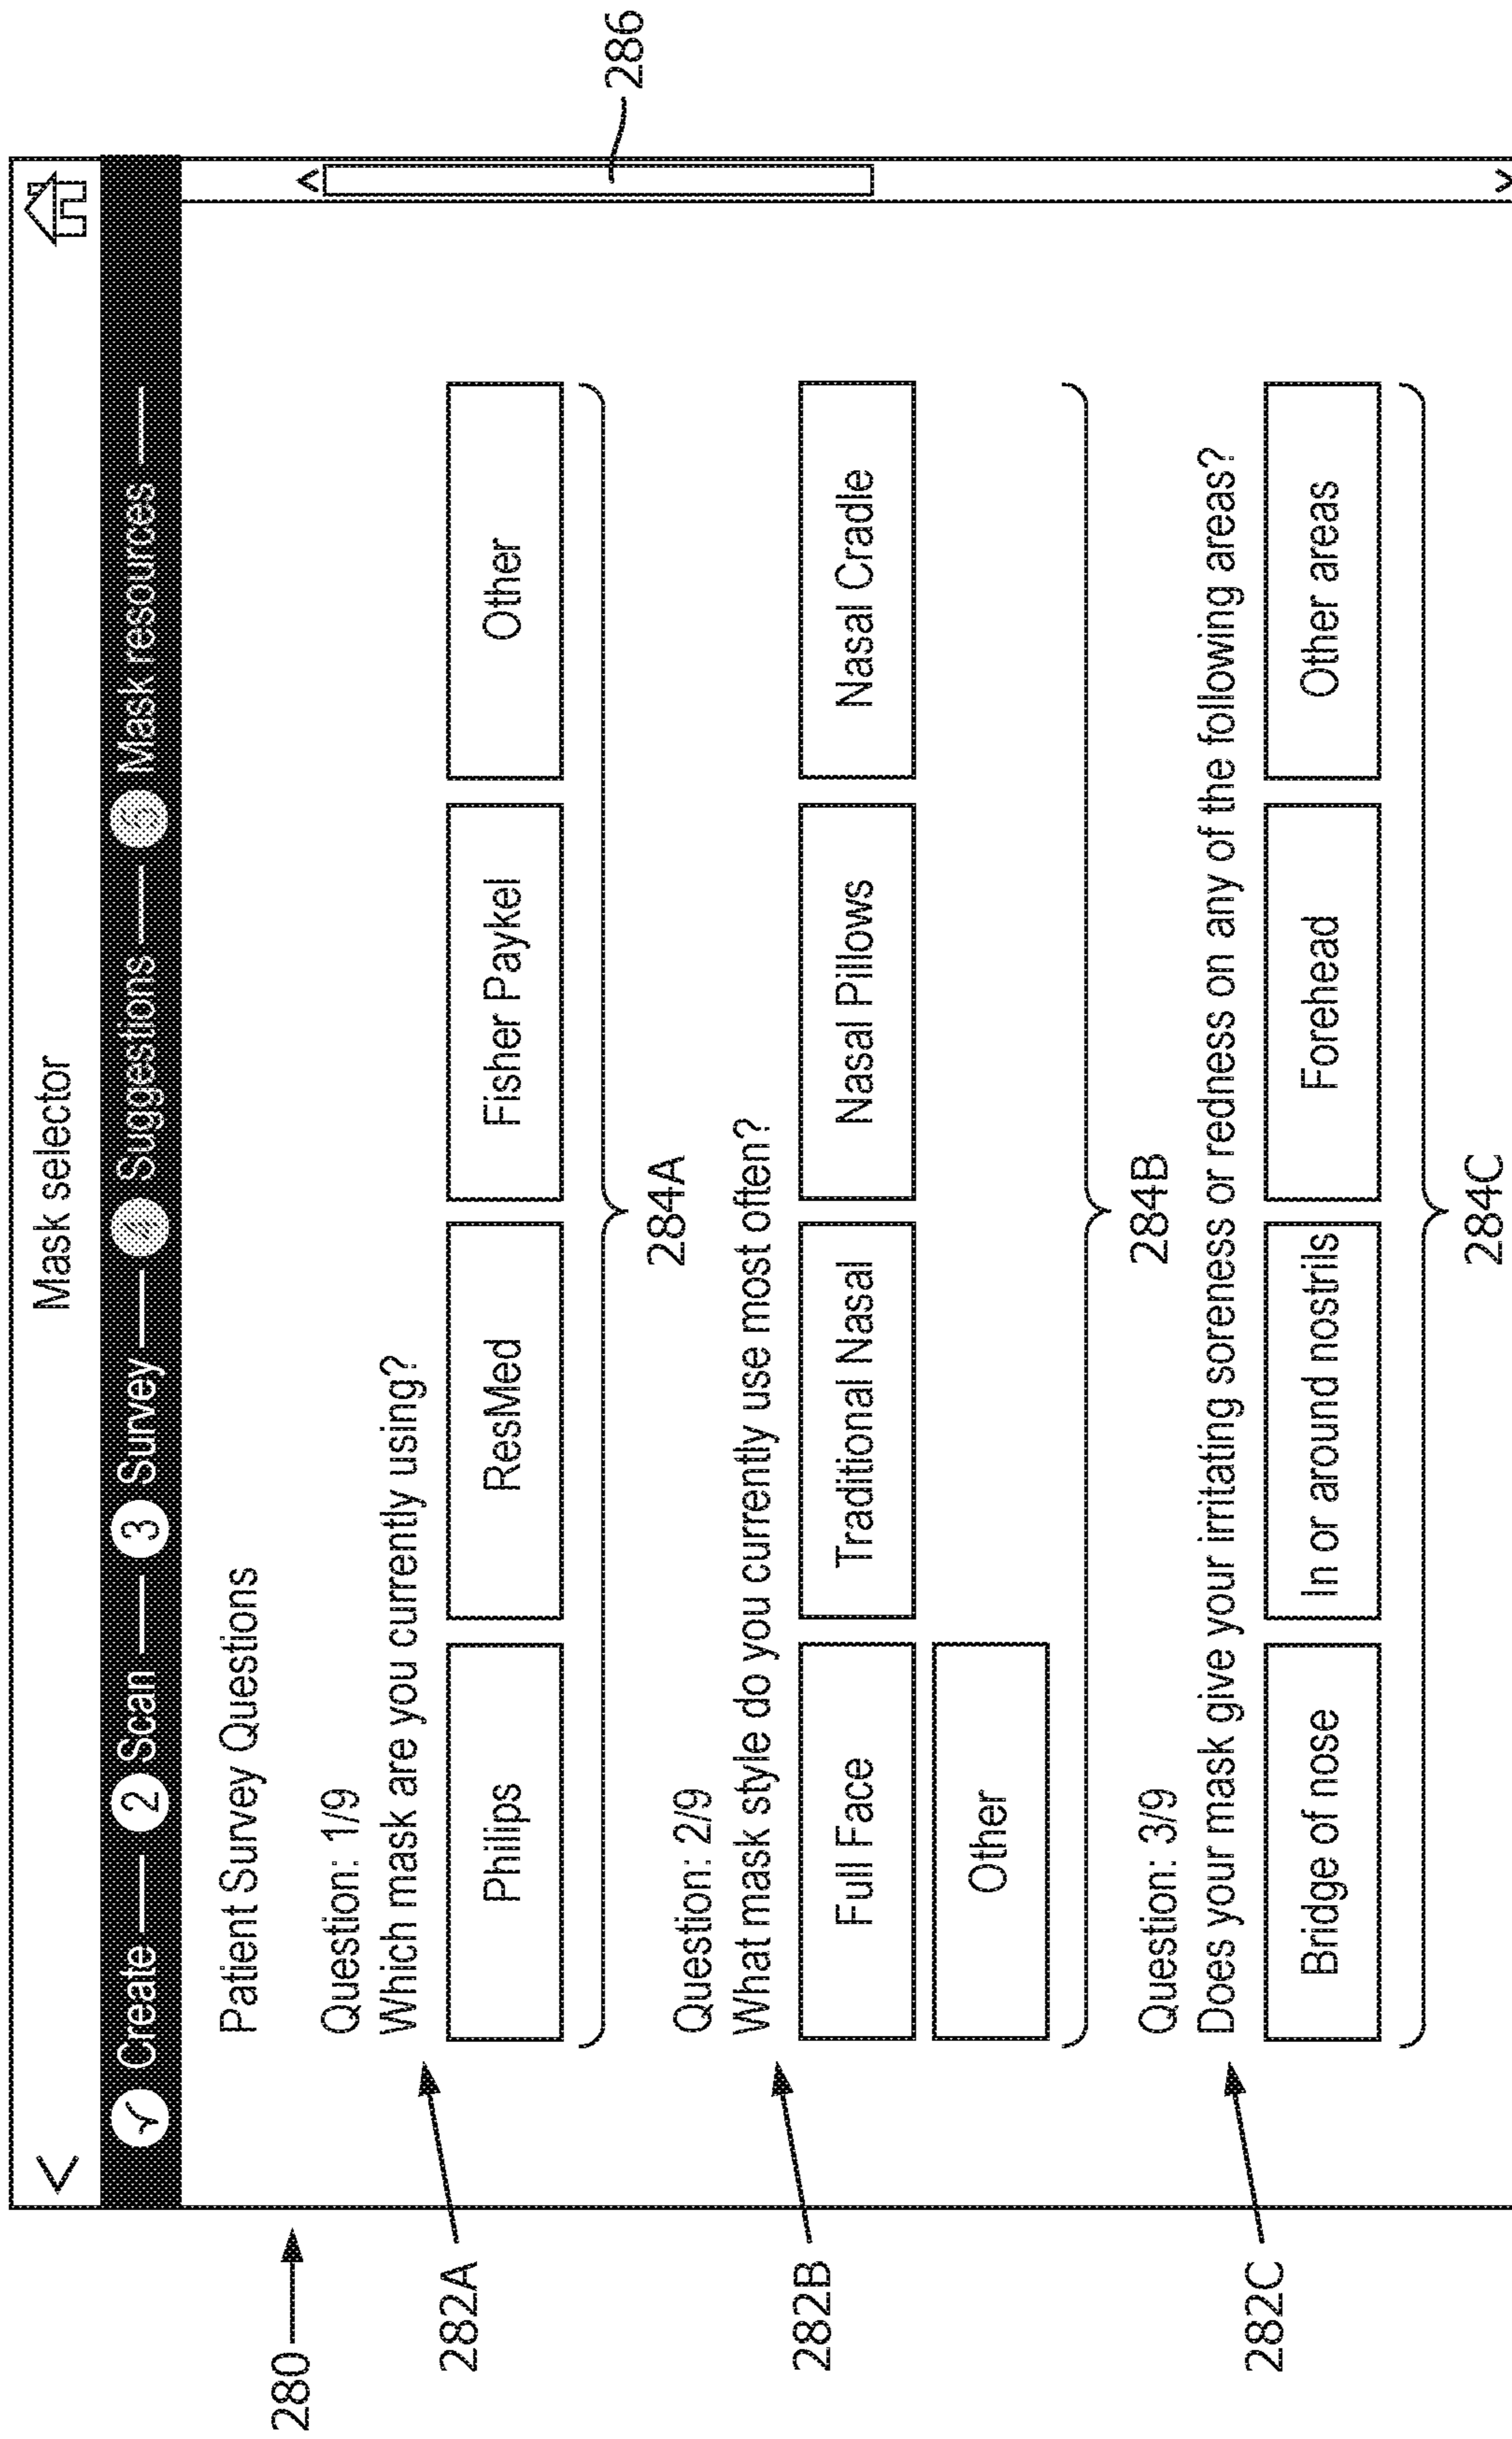 Mask selector
Create 2 Scan 3 Survey Suggestions Mask resources
280
Patient Survey Questions
286
Question: 1/9
Which mask are you currently using?
282A
Philips ResMed Fisher Paykel Other
284A
Question: 2/9
What mask style do you currently use most often?
282B
Full Face Traditional Nasal Nasal Pillows Nasal Cradle
Other
284B
Question: 3/9
Does your mask give your irritating soreness or redness on any of the following areas?
282C
Bridge of nose In or around nostrils Forehead Other areas
284C